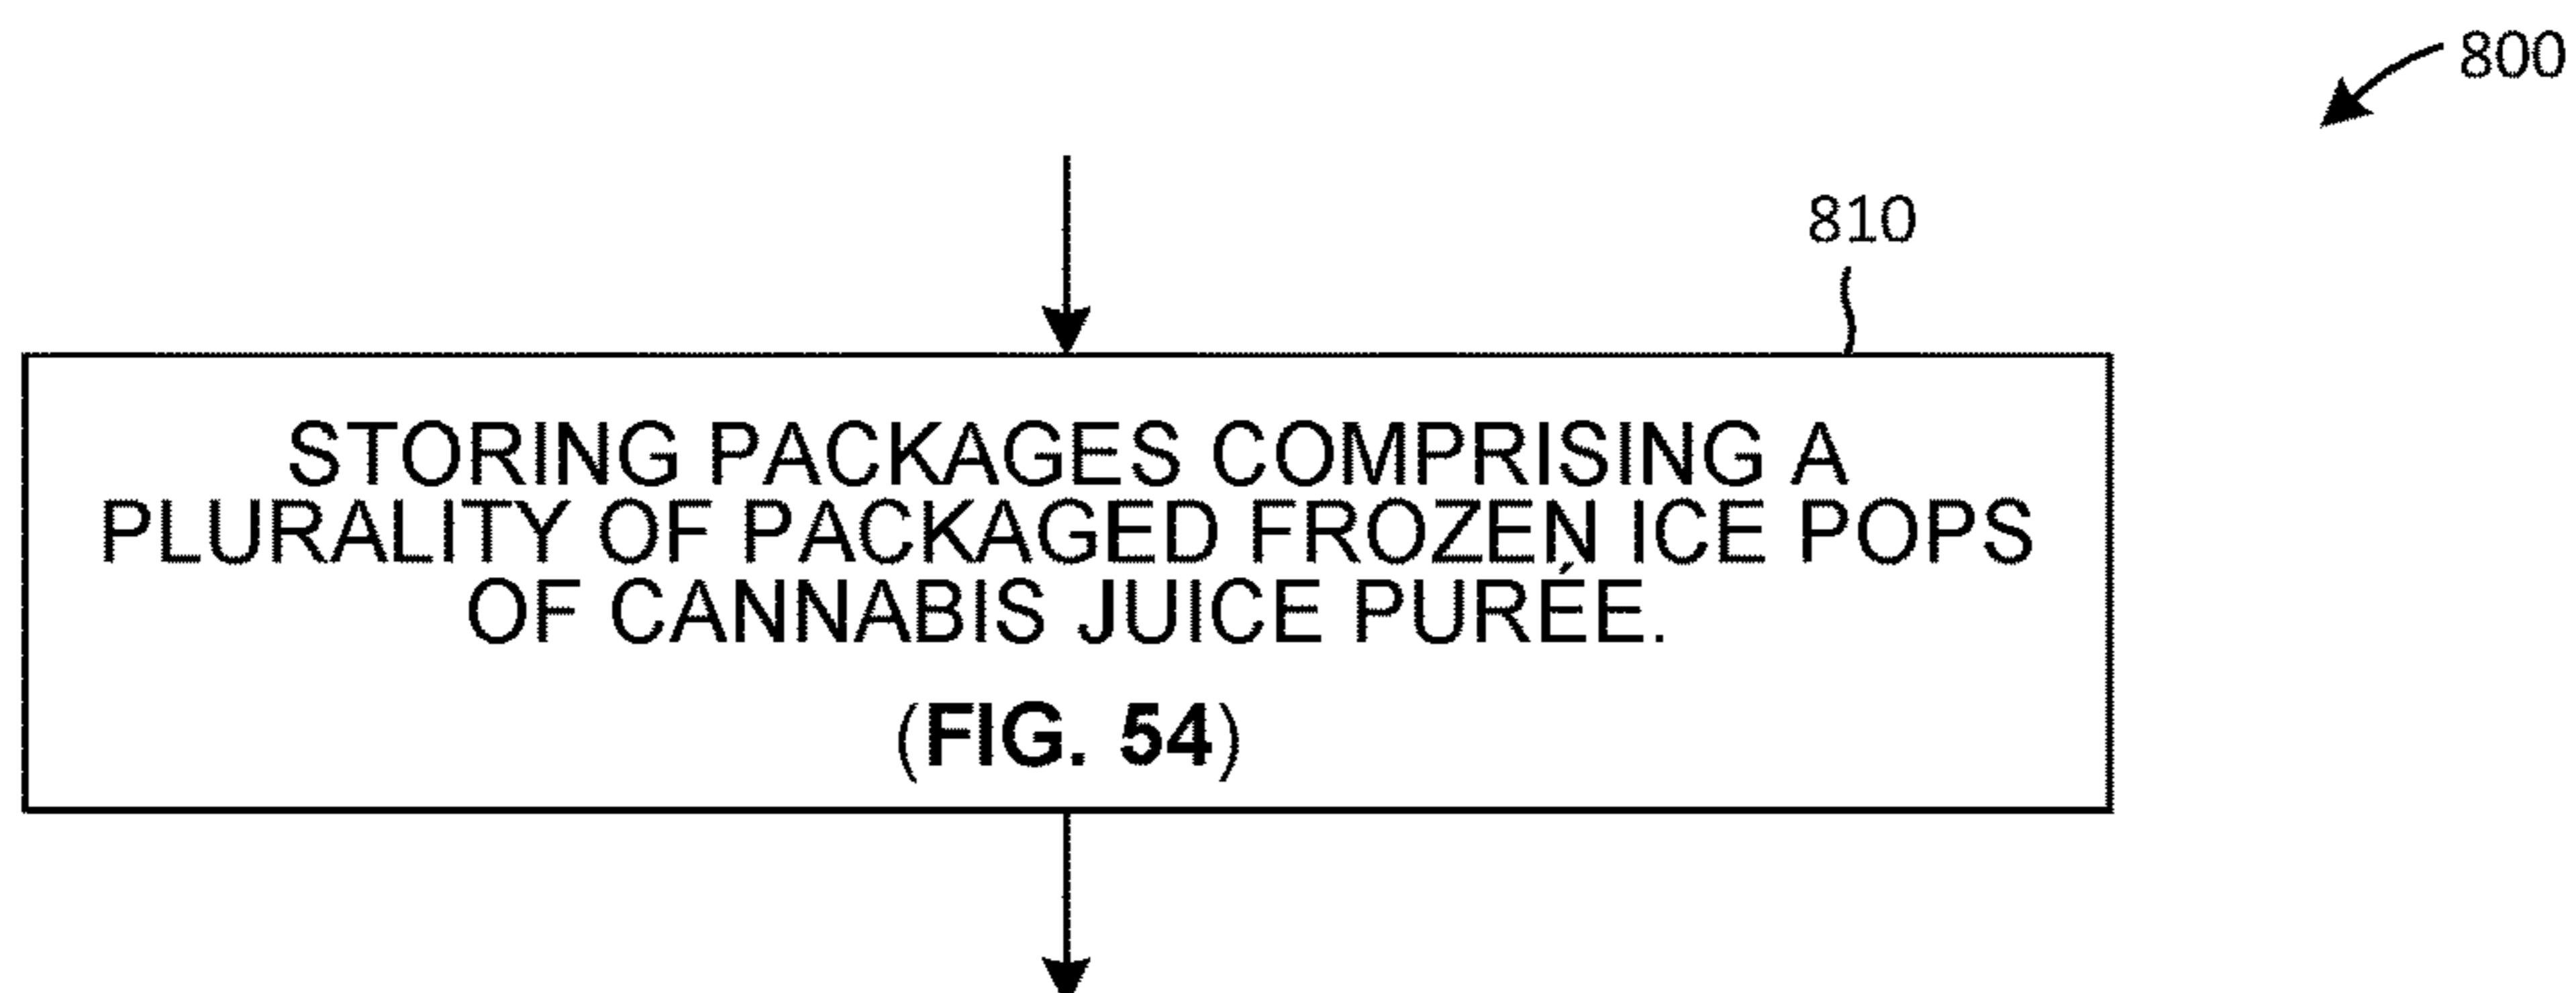 800
810
STORING PACKAGES COMPRISING A
PLURALITY OF PACKAGED FROZEN ICE POPS
OF CANNABIS JUICE PURÉE.
(FIG. 54)